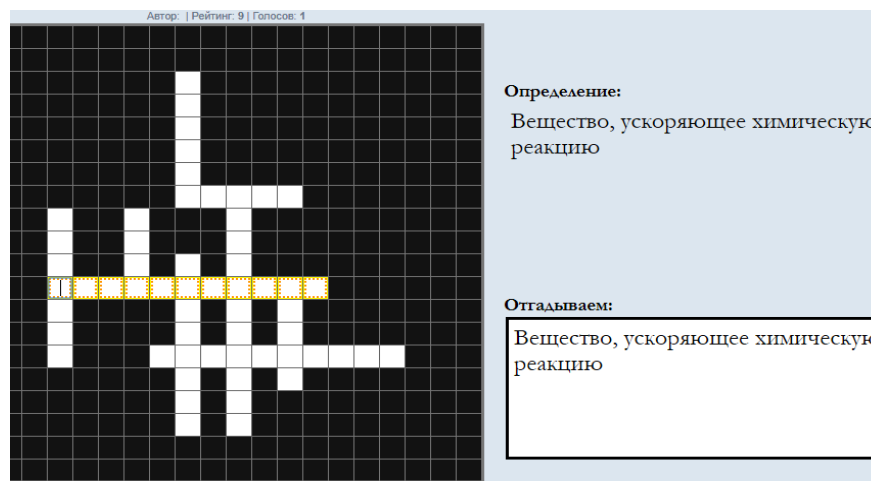 Автор: | Рейтинг: 9 | Голосов: 1
Определение:
Вещество, ускоряющее химическую
реакцию
Отгадываем:
Вещество, ускоряющее химическую
реакцию